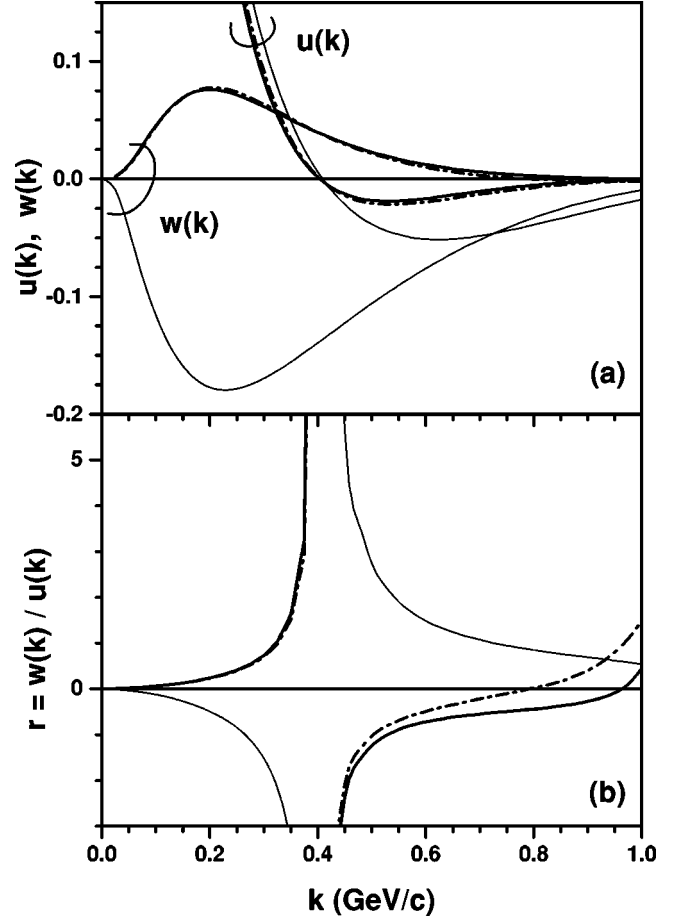 0.1
u(k)
0.0
w(k)
-0.1
u(k), w(k)
(a)
-0.2
5
0
r = w(k) / u(k)
(b)
0.0 0.2 0.4 0.6 0.8 1.0
k (GeV/c)